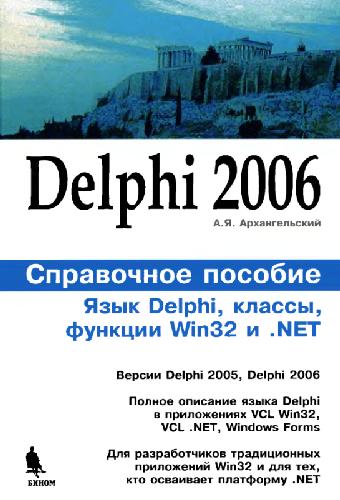 Delphi 2006
А.Я. Архангельский
Справочное пособие
Язык Delphi, классы,
функции Win32 и .NET
Версии Delphi 2005, Delphi 2006
Полное описание языка Delphi
в приложениях VCL Win32,
VCL .NET, Windows Forms
Для разработчиков традиционных
приложений Win32 и для тех,
кто осваивает платформу .NET
БИНОМ